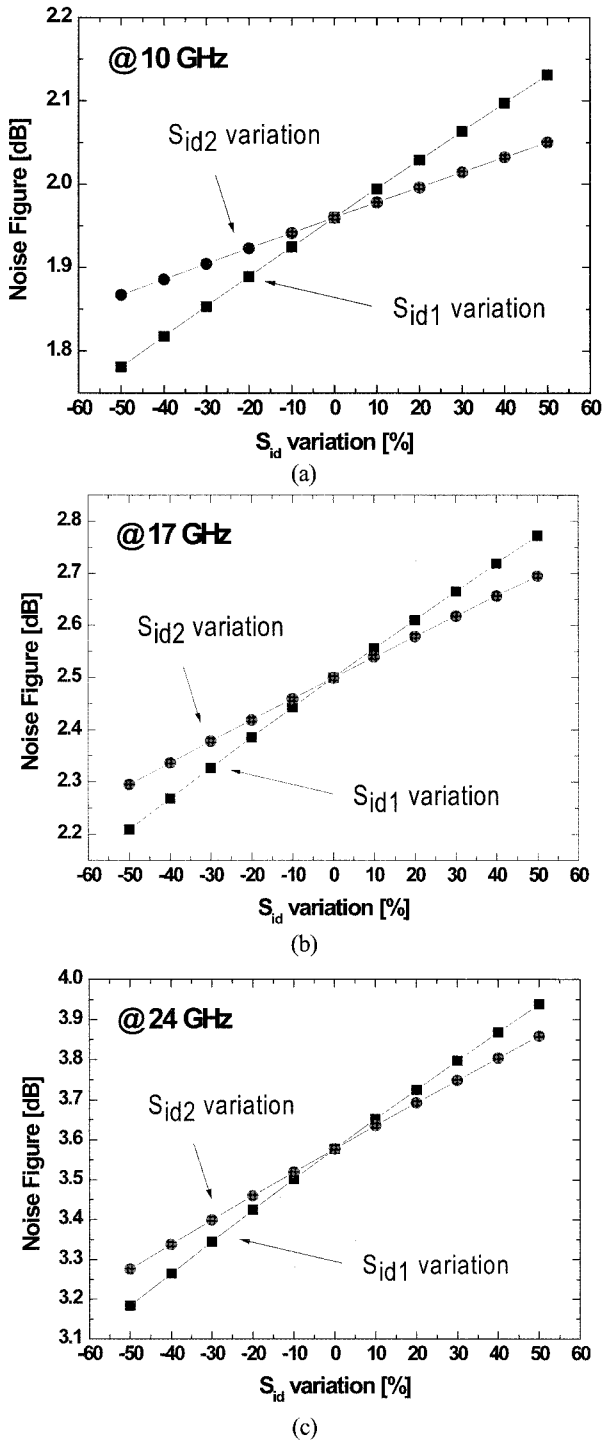 @ 10 GHz
Noise Figure [dB]
2.2
2.1
2.0
1.9
1.8
Sid2 variation
Sid1 variation
-60 -50 -40 -30 -20 -10 0 10 20 30 40 50 60
Sid variation [%]
(a)
@ 17 GHz
Noise Figure [dB]
2.8
2.7
2.6
2.5
2.4
2.3
2.2
Sid2 variation
Sid1 variation
-60 -50 -40 -30 -20 -10 0 10 20 30 40 50 60
Sid variation [%]
(b)
@ 24 GHz
Noise Figure [dB]
4.0
3.9
3.8
3.7
3.6
3.5
3.4
3.3
3.2
3.1
Sid2 variation
Sid1 variation
-60 -50 -40 -30 -20 -10 0 10 20 30 40 50 60
Sid variation [%]
(c)